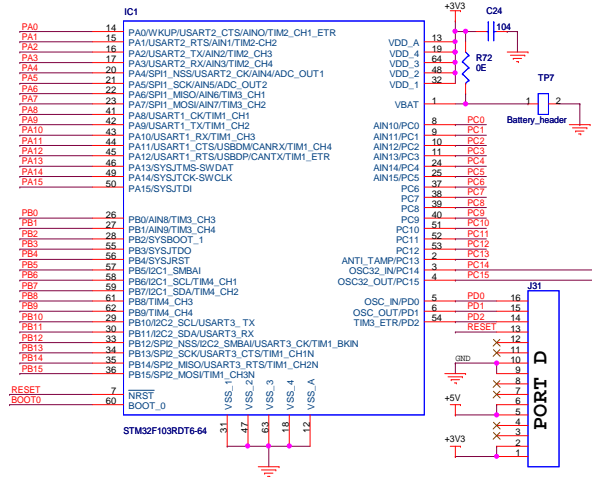 IC1
PA0 14 PA0/WKUP/USART2_CTS/AIN0/TIM2_CH1_ETR
PA1 15 PA1/USART2_RTS/AIN1/TIM2-CH2
PA2 16 PA2/USART2_TX/AIN2/TIM2_CH3
PA3 17 PA3/USART2_RX/AIN3/TIM2_CH4
PA4 20 PA4/SPI1_NSS/USART2_CK/AIN4/ADC_OUT1
PA5 21 PA5/SPI1_SCK/AIN5/ADC_OUT2
PA6 22 PA6/SPI1_MISO/AIN6/TIM3_CH1
PA7 23 PA7/SPI1_MOSI/AIN7/TIM3_CH2
PA8 41 PA8/USART1_CK/TIM1_CH1
PA9 42 PA9/USART1_TX/TIM1_CH2
PA10 43 PA10/USART1_RX/TIM1_CH3
PA11 44 PA11/USART1_CTS/USBDM/CANRX/TIM1_CH4
PA12 45 PA12/USART1_RTS/USBDP/CANTX/TIM1_ETR
PA13 46 PA13/SYSJTMS-SWDAT
PA14 49 PA14/SYSJTCK-SWCLK
PA15 50 PA15/SYSJTDI
PB0 26 PB0/AIN8/TIM3_CH3
PB1 27 PB1/AIN9/TIM3_CH4
PB2 28 PB2/SYSBOOT_1
PB3 55 PB3/SYSJTDO
PB4 56 PB4/SYSJRST
PB5 57 PB5/I2C1_SMBAI
PB6 58 PB6/I2C1_SCL/TIM4_CH1
PB7 59 PB7/I2C1_SDA/TIM4_CH2
PB8 61 PB8/TIM4_CH3
PB9 62 PB9/TIM4_CH4
PB10 29 PB10/I2C2_SCL/USART3_TX
PB11 30 PB11/I2C2_SDA/USART3_RX
PB12 33 PB12/SPI2_NSS/I2C2_SMBAI/USART3_CK/TIM1_BKIN
PB13 34 PB13/SPI2_SCK/USART3_CTS/TIM1_CH1N
PB14 35 PB14/SPI2_MISO/USART3_RTS/TIM1_CH2N
PB15 36 PB15/SPI2_MOSI/TIM1_CH3N
RESET 7 NRST
BOOT0 60 BOOT_0
STM32F103RDT6-64
VSS_1 31
VSS_2 47
VSS_3 63
VSS_4 18
VSS_A 12
+3V3
C24
104
R72
0E
VDD_A 13
VDD_4 19
VDD_3 64
VDD_2 48
VDD_1 32
VBAT 1
TP7
1 2
Battery_header
AIN10/PC0 8 PC0
AIN11/PC1 9 PC1
AIN12/PC2 10 PC2
AIN13/PC3 11 PC3
AIN14/PC4 24 PC4
AIN15/PC5 25 PC5
PC6 37 PC6
PC7 38 PC7
PC8 39 PC8
PC9 40 PC9
PC10 51 PC10
PC11 52 PC11
PC12 53 PC12
ANTI_TAMP/PC13 2 PC13
OSC32_IN/PC14 3 PC14
OSC32_OUT/PC15 4 PC15
OSC_IN/PD0 5 PD0
OSC_OUT/PD1 6 PD1
TIM3_ETR/PD2 54 PD2
RESET
J31
16
15
14
13
12
11
GND 10
9
8
7
+5V 6
5
4
3
+3V3 2
1
PORT D